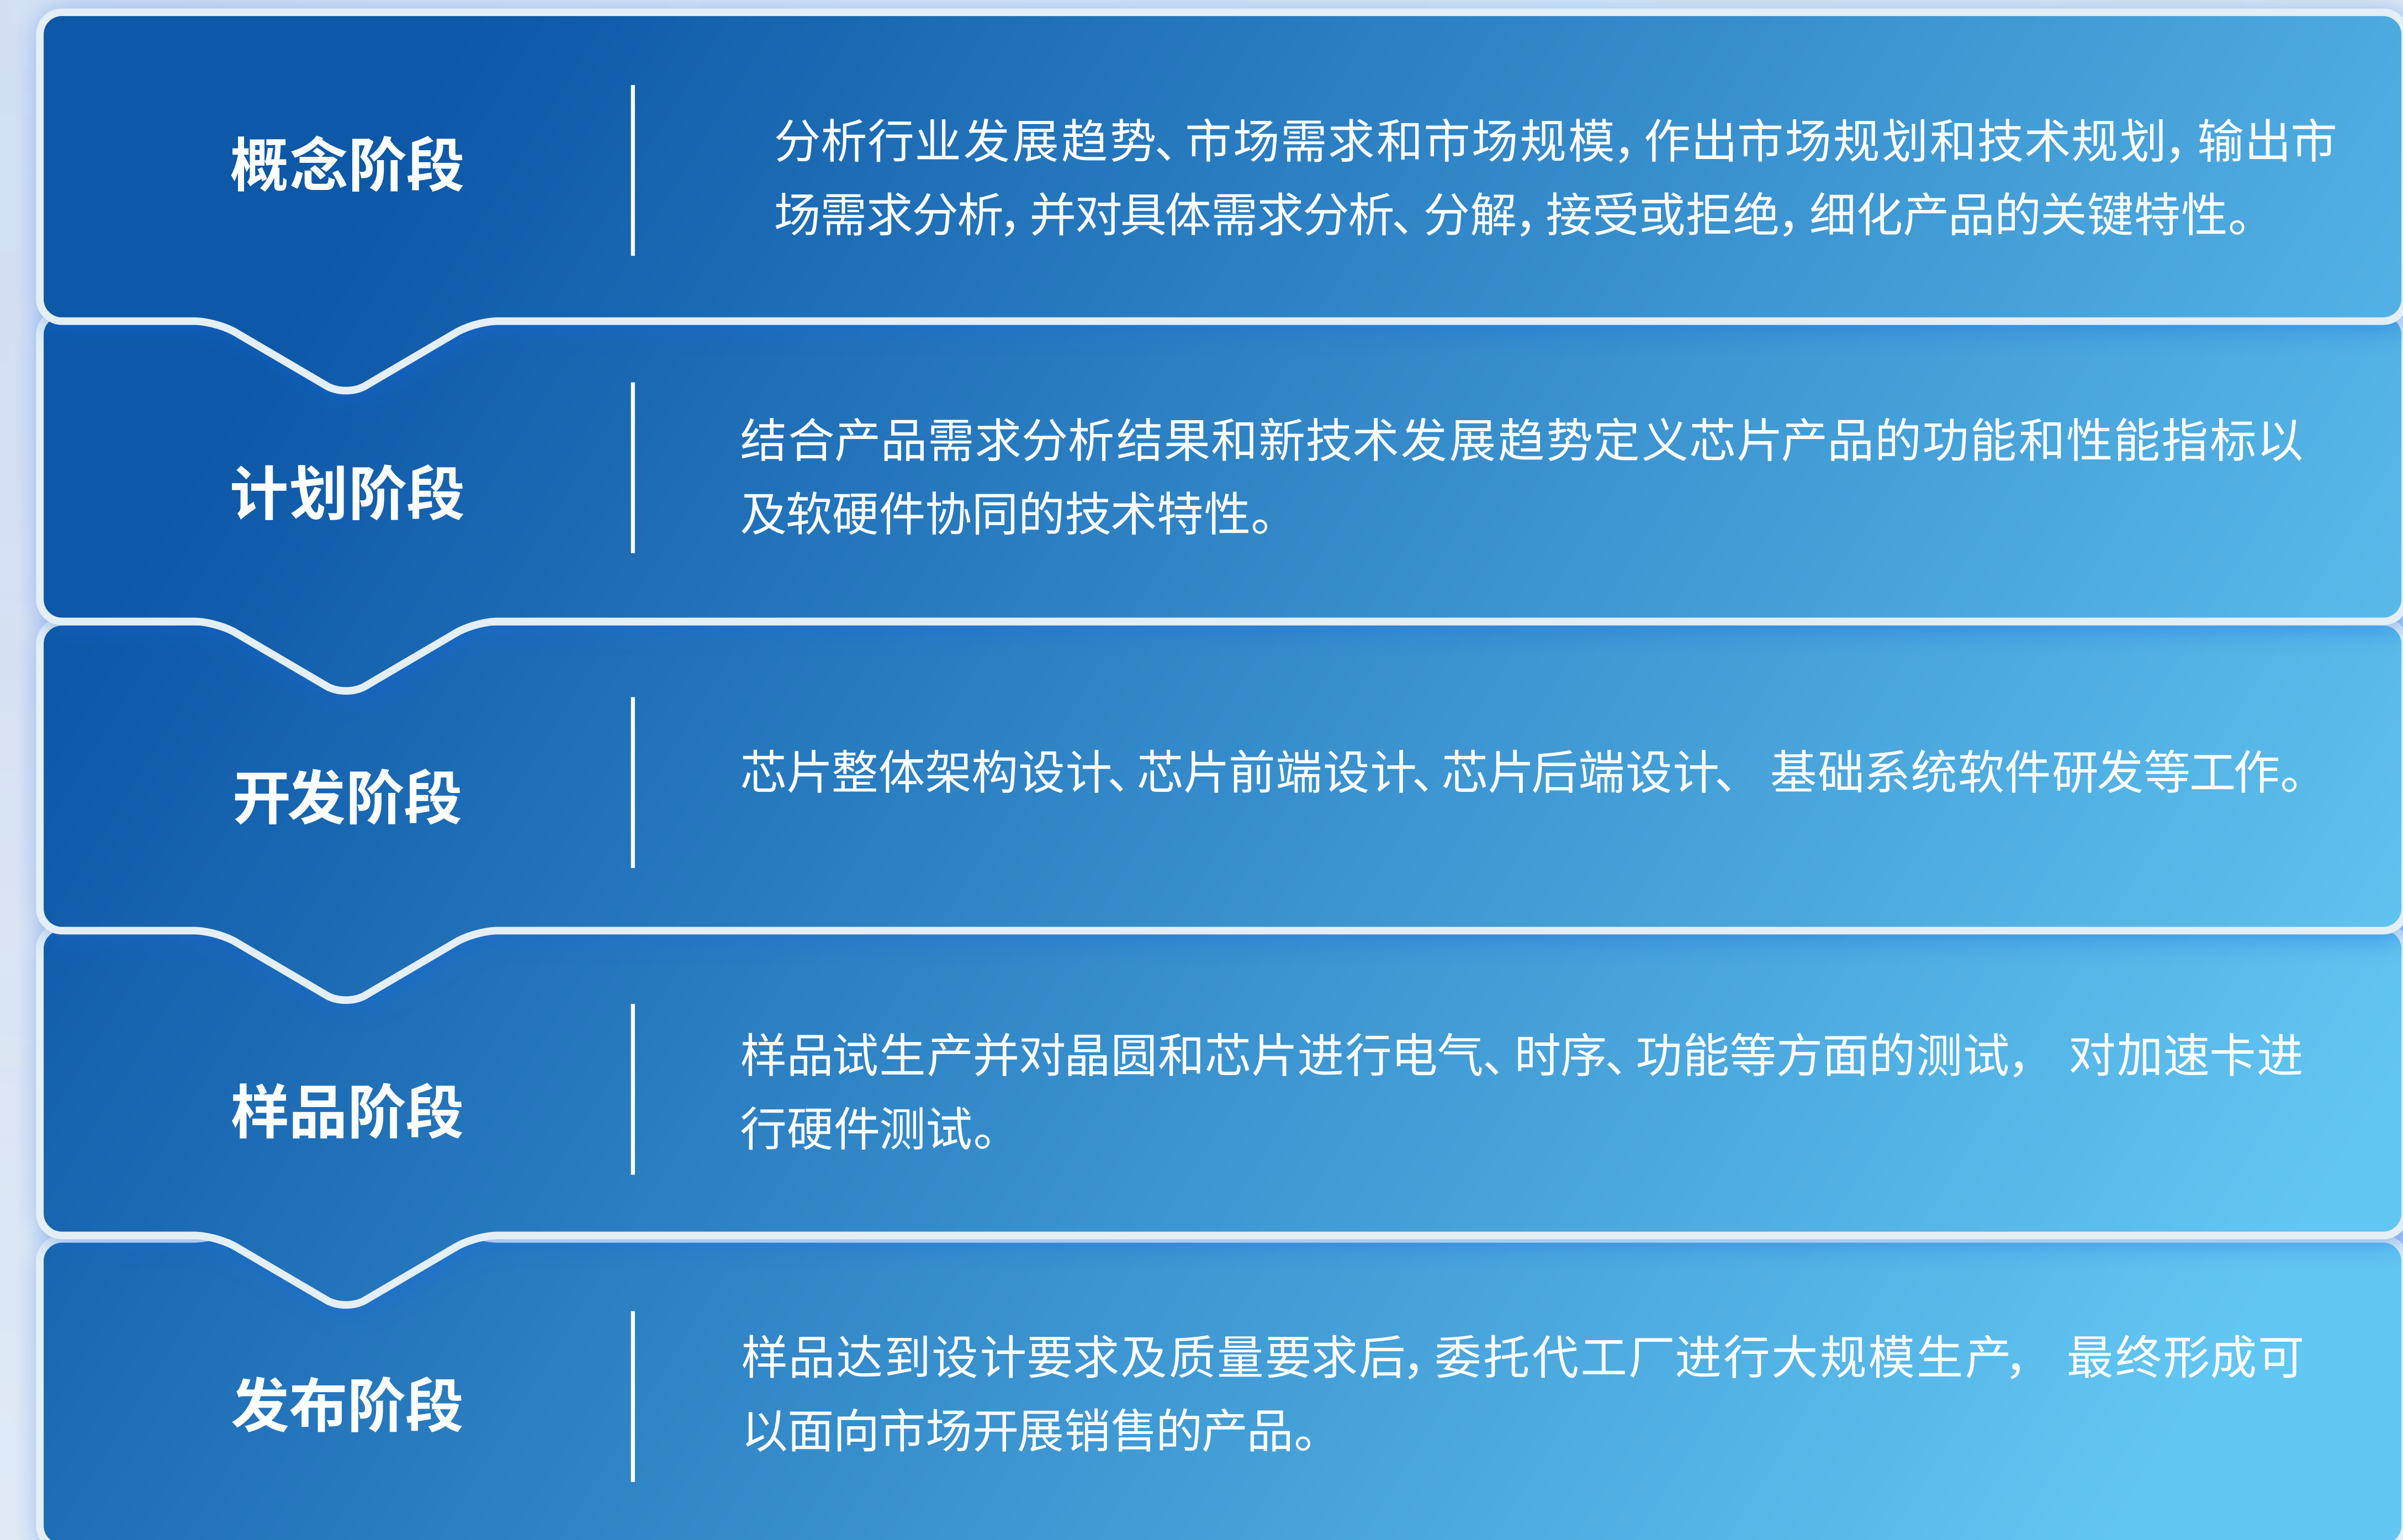 概念阶段
分析行业发展趋势、市场需求和市场规模，作出市场规划和技术规划，输出市
场需求分析，并对具体需求分析、分解，接受或拒绝，细化产品的关键特性。
计划阶段
结合产品需求分析结果和新技术发展趋势定义芯片产品的功能和性能指标以
及软硬件协同的技术特性。
开发阶段
芯片整体架构设计、芯片前端设计、芯片后端设计、 基础系统软件研发等工作。
样品阶段
样品试生产并对晶圆和芯片进行电气、时序、功能等方面的测试， 对加速卡进
行硬件测试。
发布阶段
样品达到设计要求及质量要求后，委托代工厂进行大规模生产， 最终形成可
以面向市场开展销售的产品。